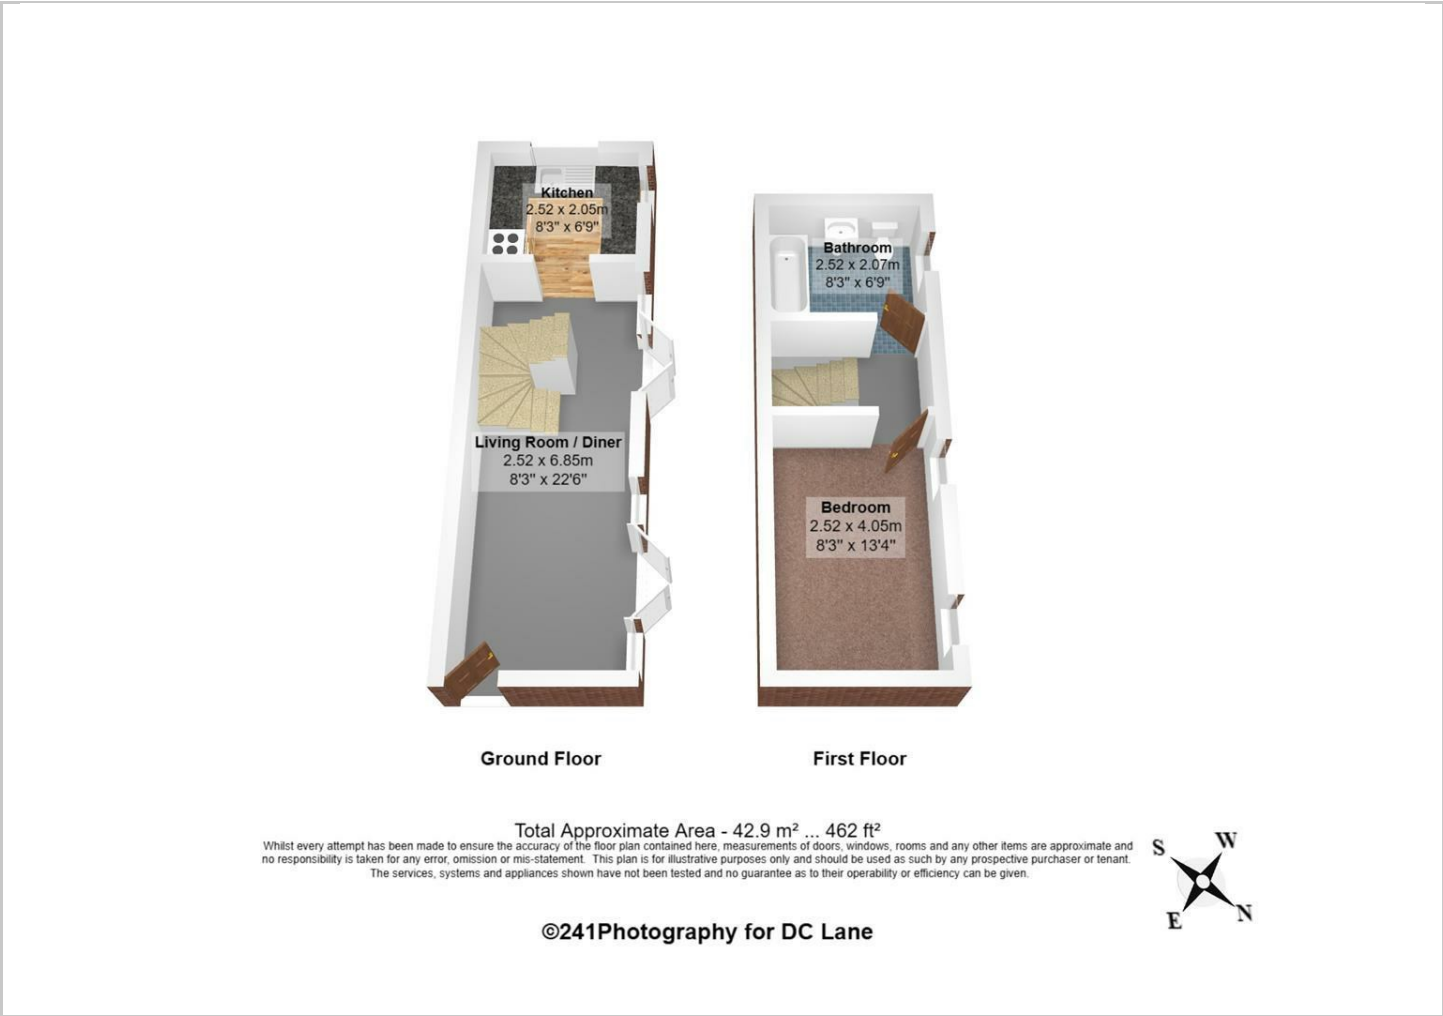 Kitchen
2.52 x 2.05m
8'3" x 6'9"
Bathroom
2.52 x 2.07m
8'3" x 6'9"
Living Room / Diner
2.52 x 6.85m
8'3" x 22'6"
Bedroom
2.52 x 4.05m
8'3" x 13'4"
Ground Floor
First Floor
Total Approximate Area - 42.9 m² ... 462 ft²
Whilst every attempt has been made to ensure the accuracy of the floor plan contained here, measurements of doors, windows, rooms and any other items are approximate and
no responsibility is taken for any error, omission or mis-statement. This plan is for illustrative purposes only and should be used as such by any prospective purchaser or tenant.
The services, systems and appliances shown have not been tested and no guarantee as to their operability or efficiency can be given.
S W
E N
©241Photography for DC Lane